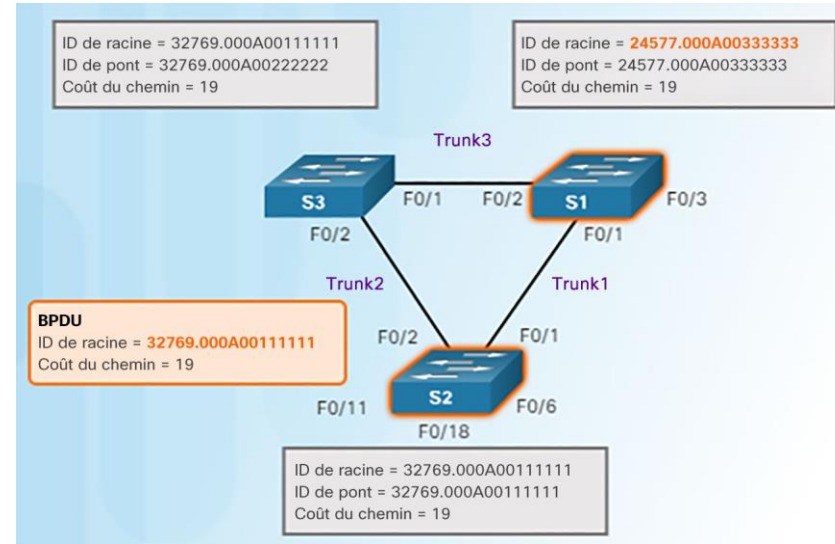 ID de racine = 32769.000A00111111
ID de pont = 32769.000A00222222
Coût du chemin = 19
ID de racine = 24577.000A00333333
ID de pont = 24577.000A00333333
Coût du chemin = 19
Trunk3
S3
F0/1
F0/2
S1
F0/3
F0/2
F0/1
Trunk2
Trunk1
BPDU
ID de racine = 32769.000A00111111
Coût du chemin = 19
F0/2
F0/1
S2
F0/11
F0/6
F0/18
ID de racine = 32769.000A00111111
ID de pont = 32769.000A00111111
Coût du chemin = 19